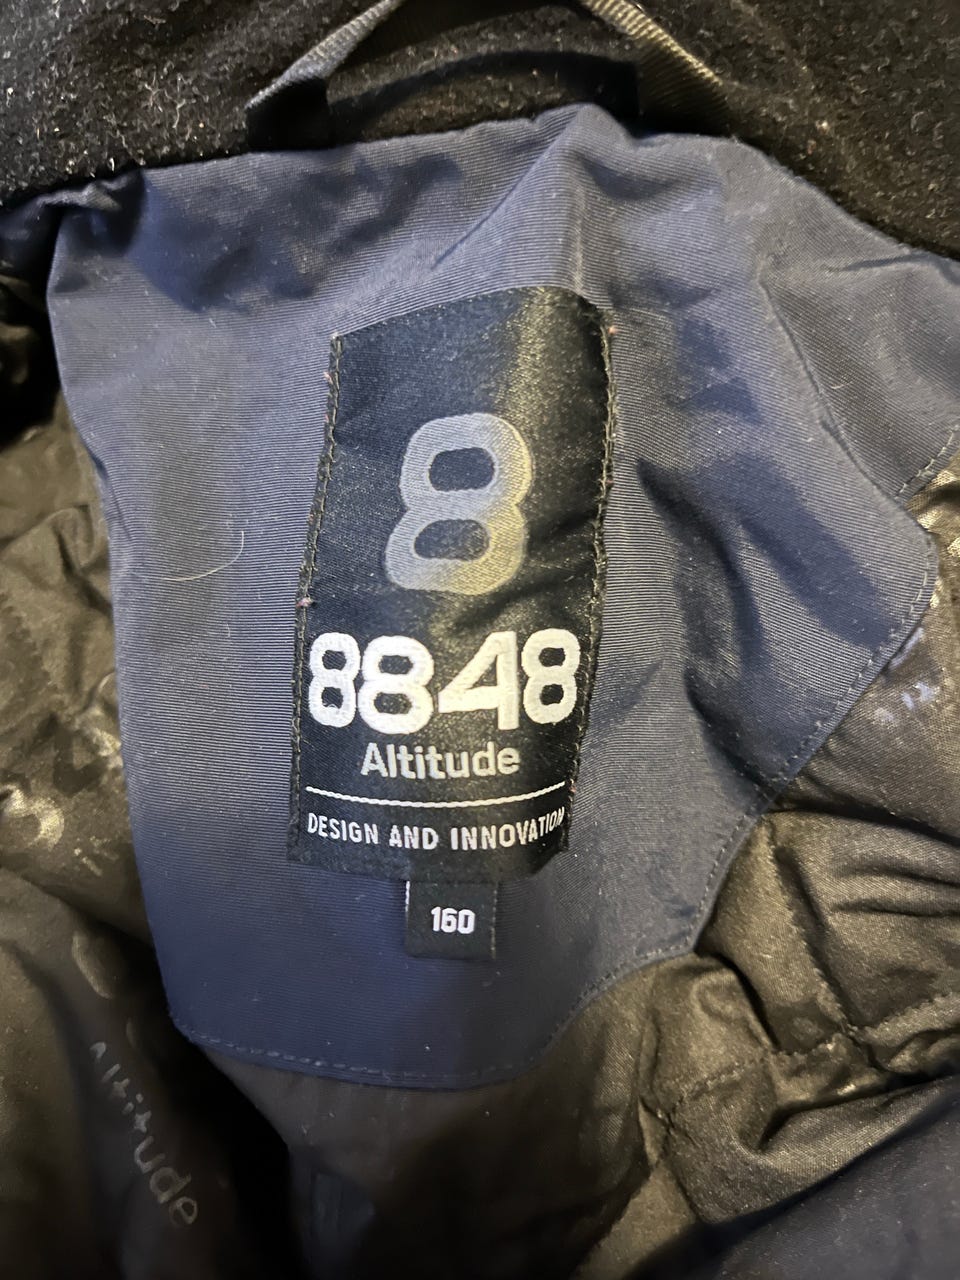 8
8848
Altitude
DESIGN AND INNOVATION
160
Altitude